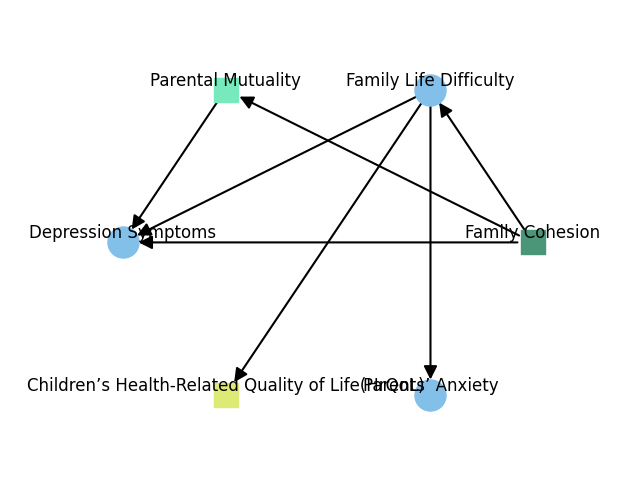 Parental Mutuality
Family Life Difficulty
Depression Symptoms
Family Cohesion
Children’s Health-Related Quality of Life (HrQoL)
Parents’ Anxiety